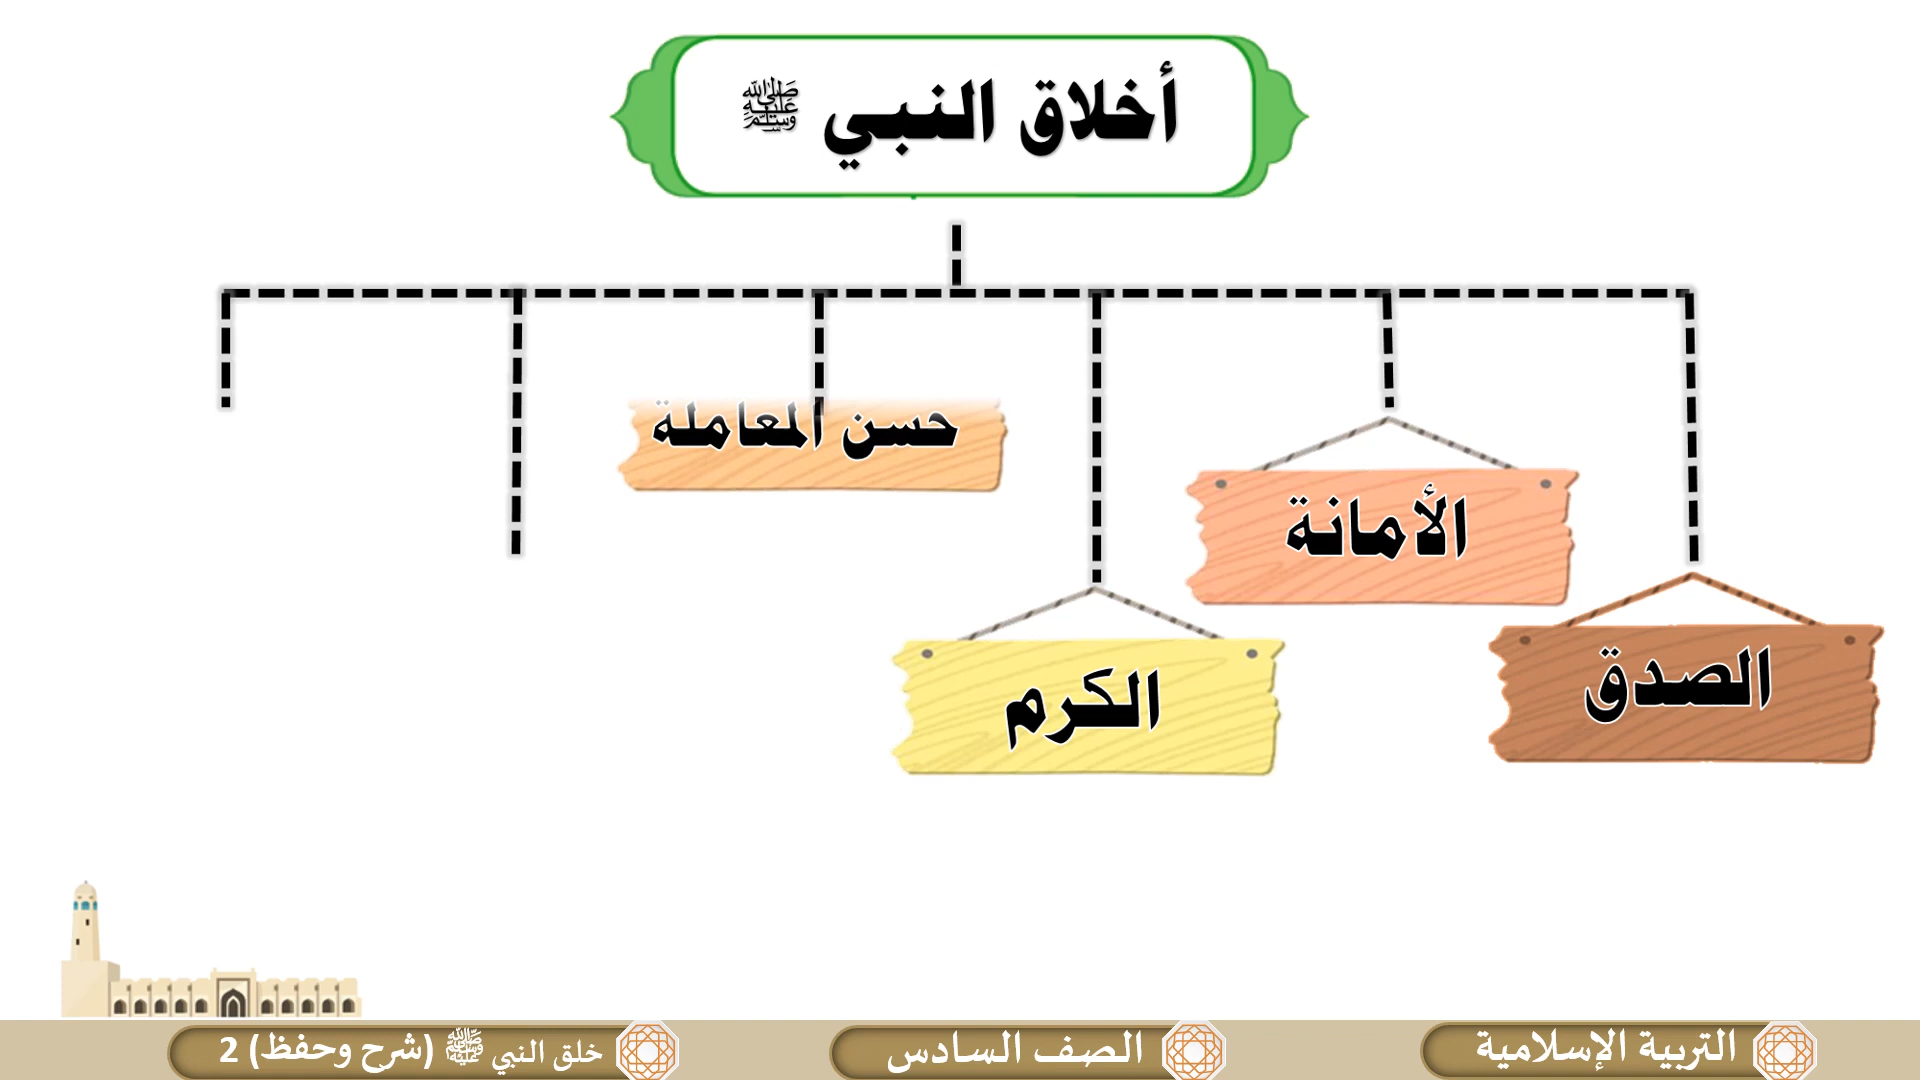 أخلاق النبي ﷺ
حسن المعاملة
الأمانة
الصدق
الكرم
التربية الإسلامية
الصف السادس
خلق النبي ﷺ (شرح وحفظ) 2